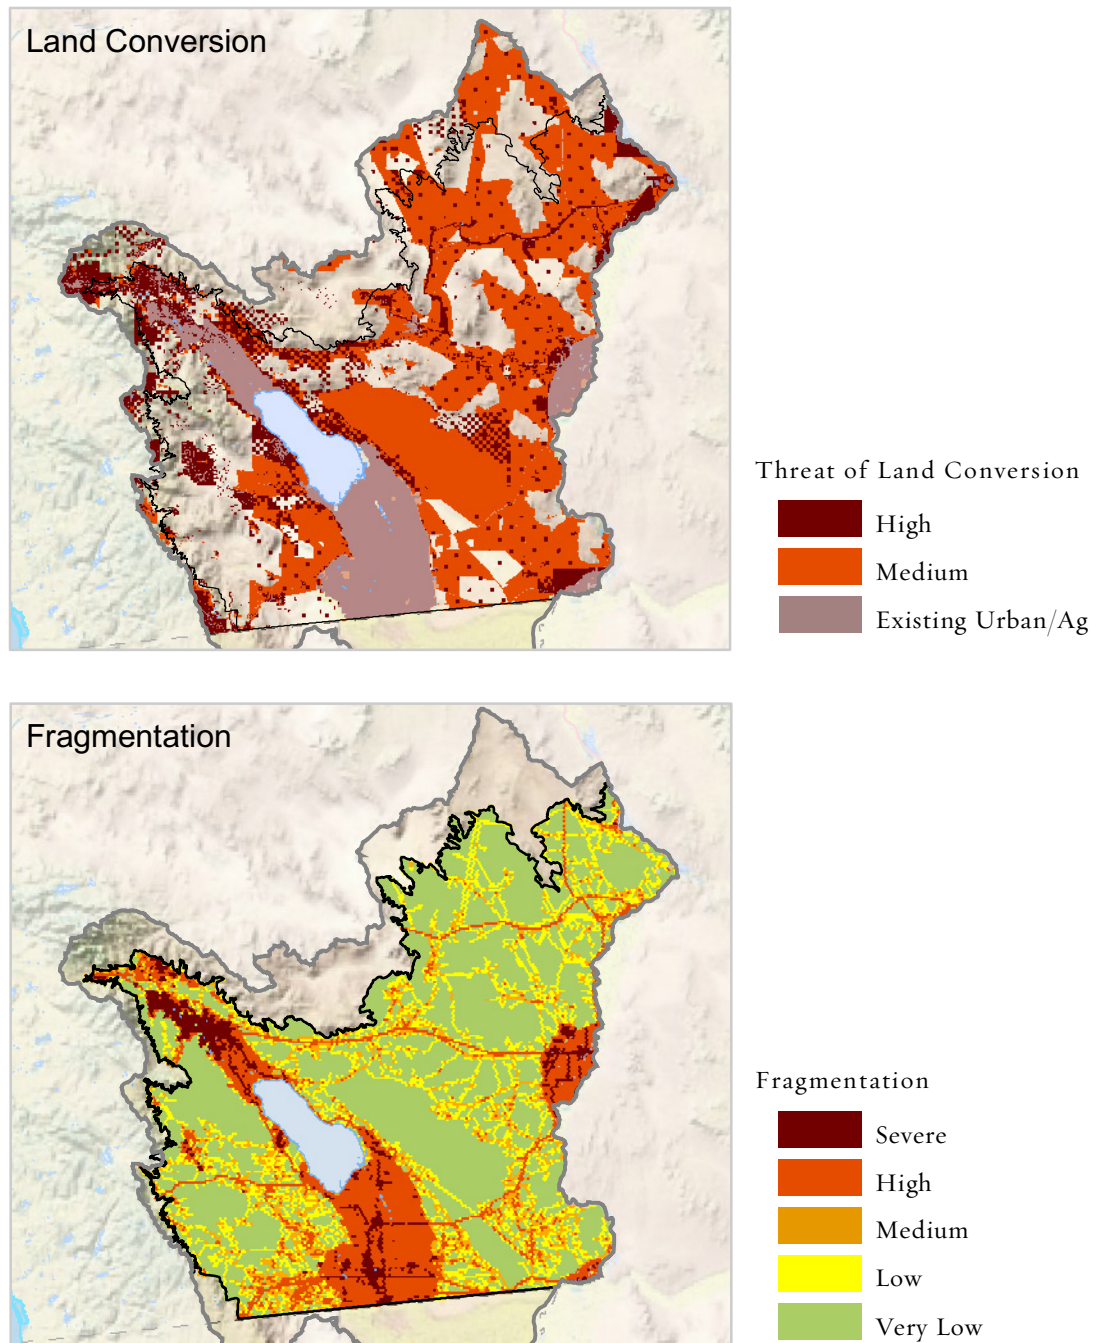 Land Conversion
Threat of Land Conversion
High
Medium
Existing Urban/Ag
Fragmentation
Fragmentation
Severe
High
Medium
Low
Very Low